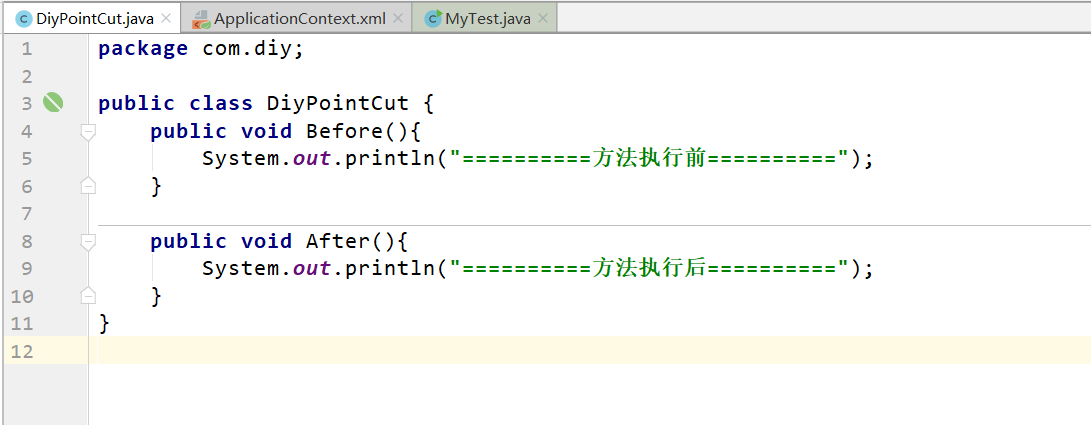 DiyPointCut.java ApplicationContext.xml MyTest.java
1 package com.diy;
2
3 public class DiyPointCut {
4     public void Before(){
5         System.out.println("==========方法执行前==========");
6     }
7
8     public void After(){
9         System.out.println("==========方法执行后==========");
10     }
11 }
12